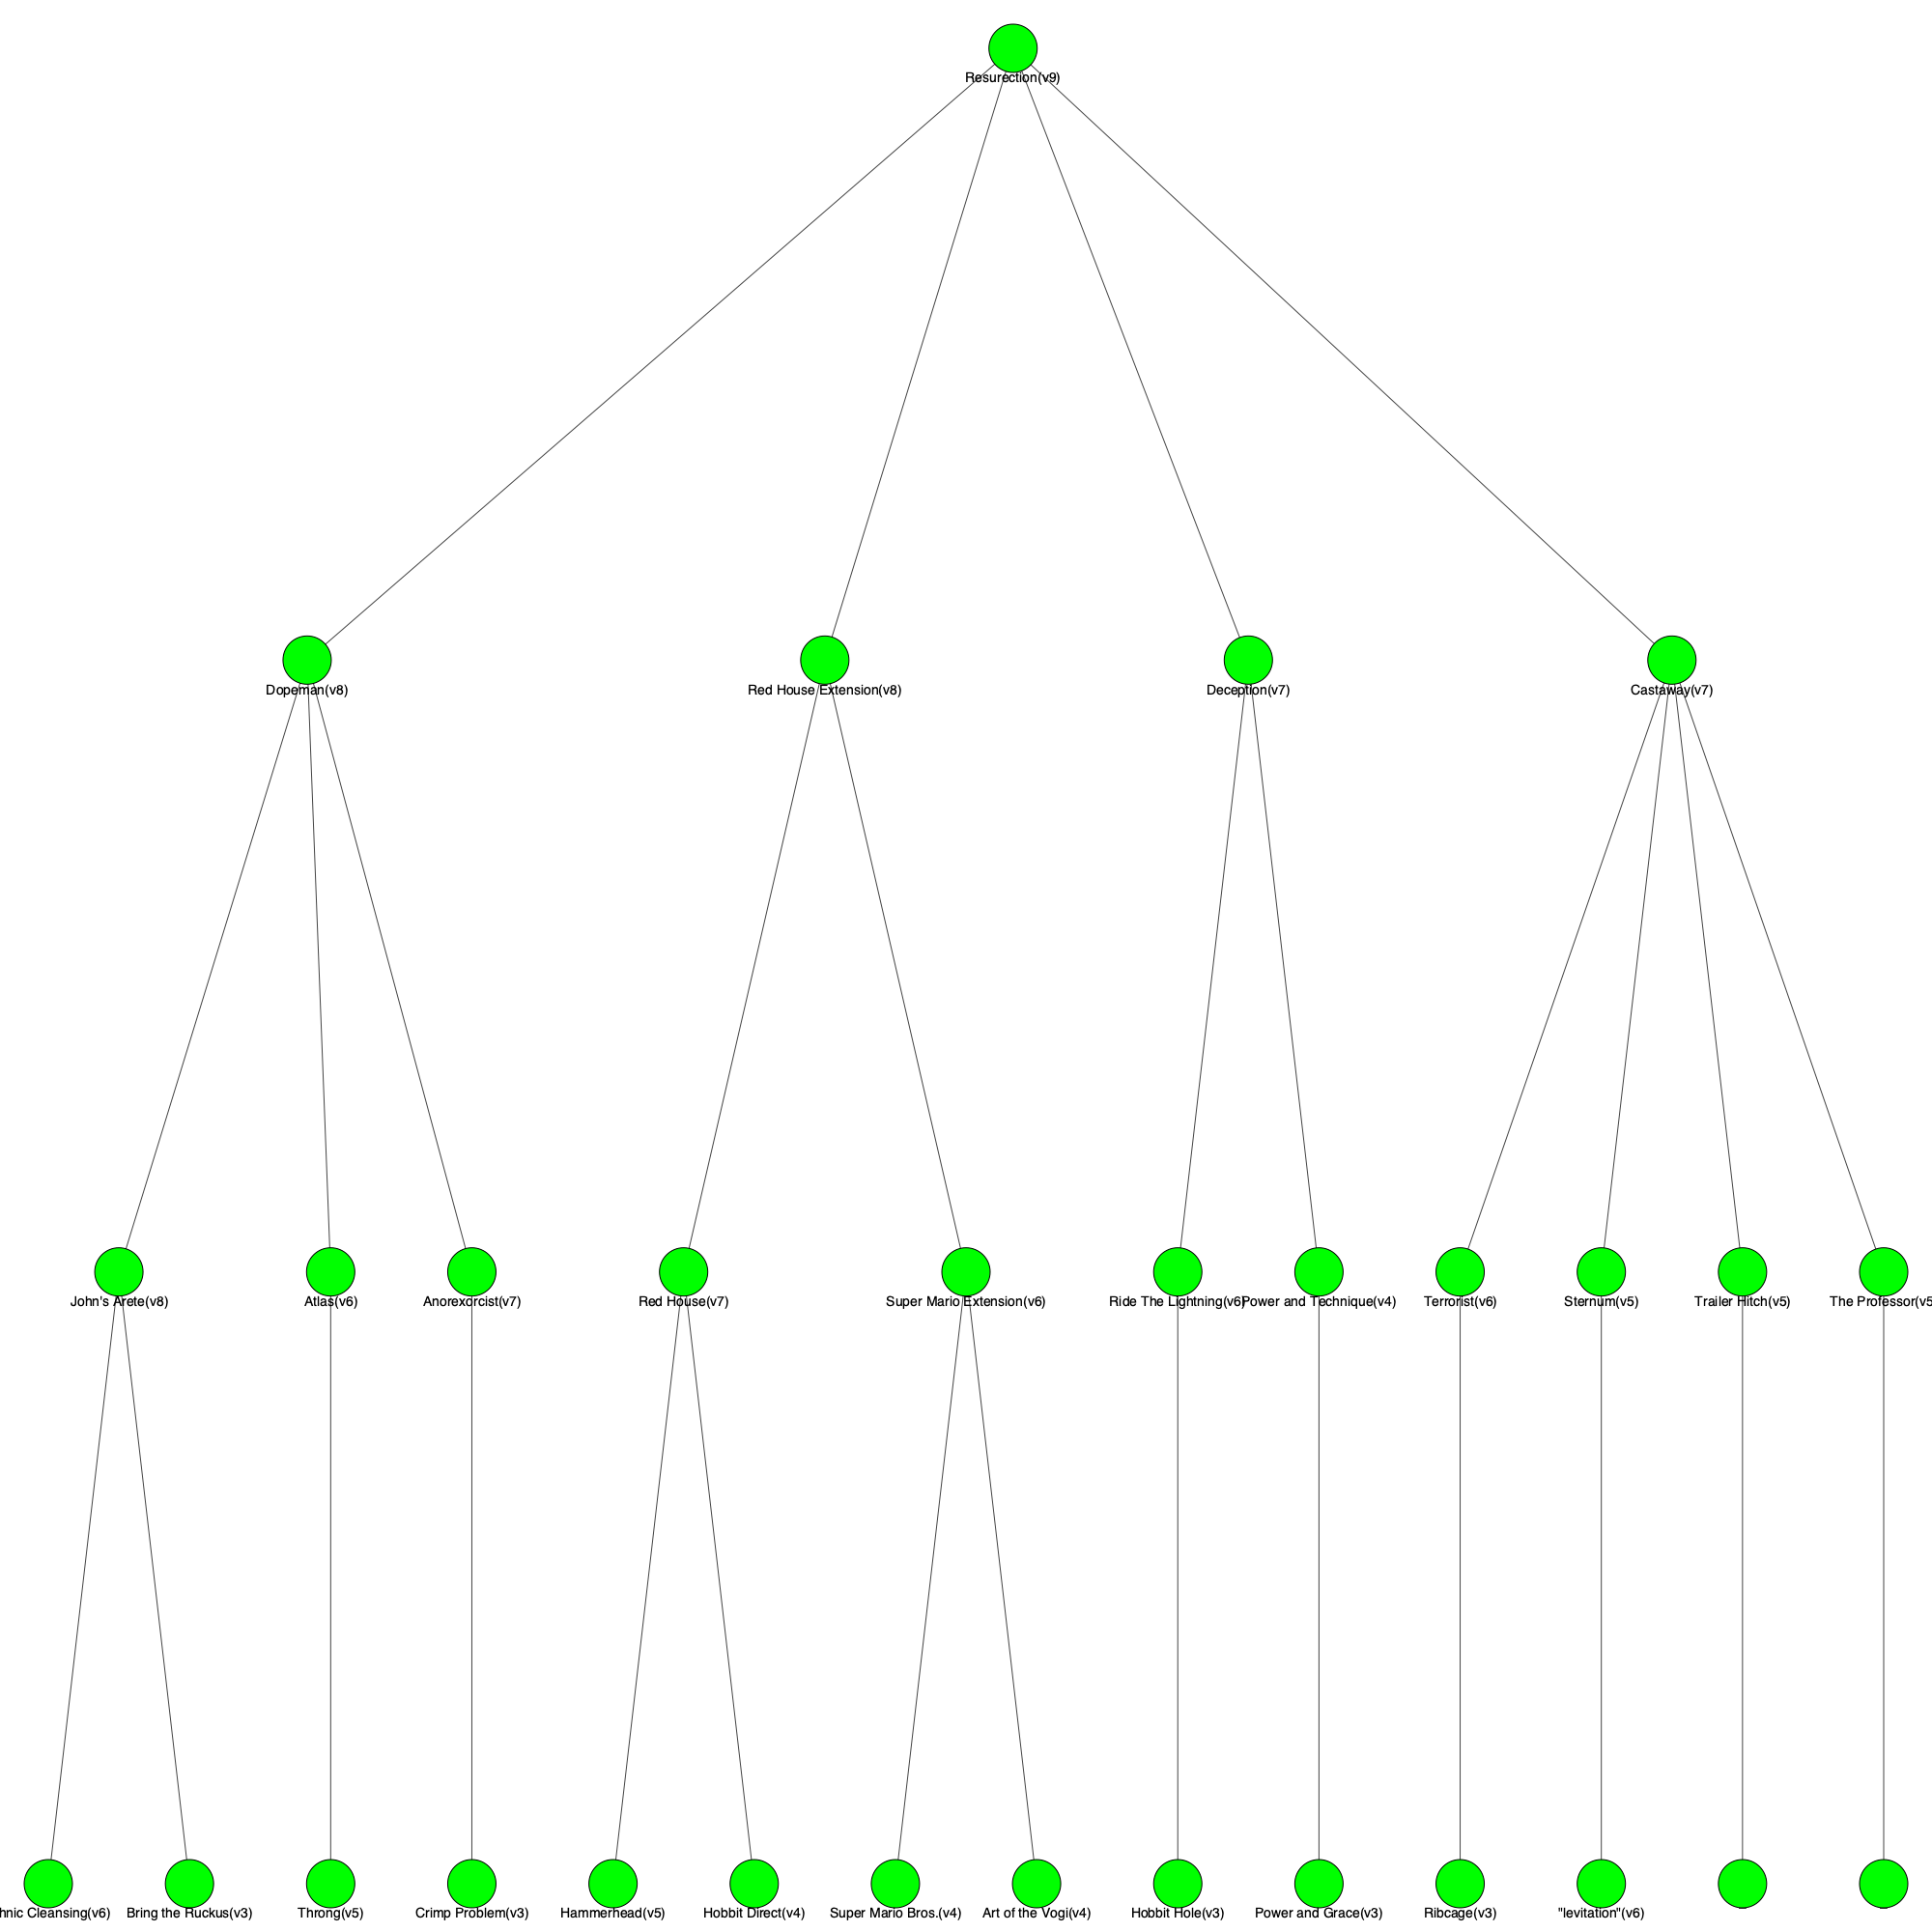 Resurection(v9)
Dopeman(v8)
Red House Extension(v8)
Deception(v7)
Castaway(v7)
John's Arete(v8)
Atlas(v6)
Anorexorcist(v7)
Red House(v7)
Super Mario Extension(v6)
Ride The Lightning(v6)
Power and Technique(v4)
Terrorist(v6)
Sternum(v5)
Trailer Hitch(v5)
The Professor(v5
hnic Cleansing(v6)
Bring the Ruckus(v3)
Throng(v5)
Crimp Problem(v3)
Hammerhead(v5)
Hobbit Direct(v4)
Super Mario Bros.(v4)
Art of the Vogi(v4)
Hobbit Hole(v3)
Power and Grace(v3)
Ribcage(v3)
"levitation"(v6)